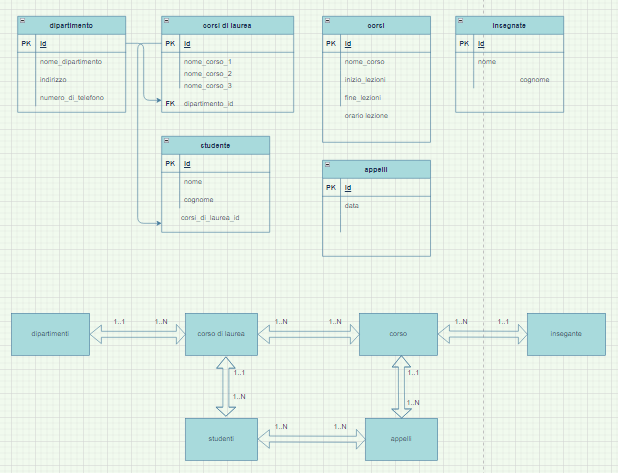 dipartimento
PK id
nome_dipartimento
indirizzo
numero_di_telefono
corsi di laurea
PK id
nome_corso_1
nome_corso_2
nome_corso_3
FK dipartimento_id
corsi
PK id
nome_corso
inizio_lezioni
fine_lezioni
orario lezione
insegnate
PK id
nome
cognome
studente
PK id
nome
cognome
corsi_di_laurea_id
appelli
PK id
data
dipartimenti
1..1
1..N
corso di laurea
1..N
1..N
corso
1..N
1..1
insegante
1..1
1..N
1..1
1..N
studenti
1..N
1..N
appelli